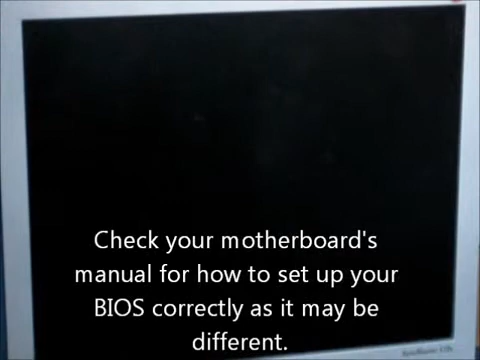 Check your motherboard's
manual for how to set up your
BIOS correctly as it may be
different.